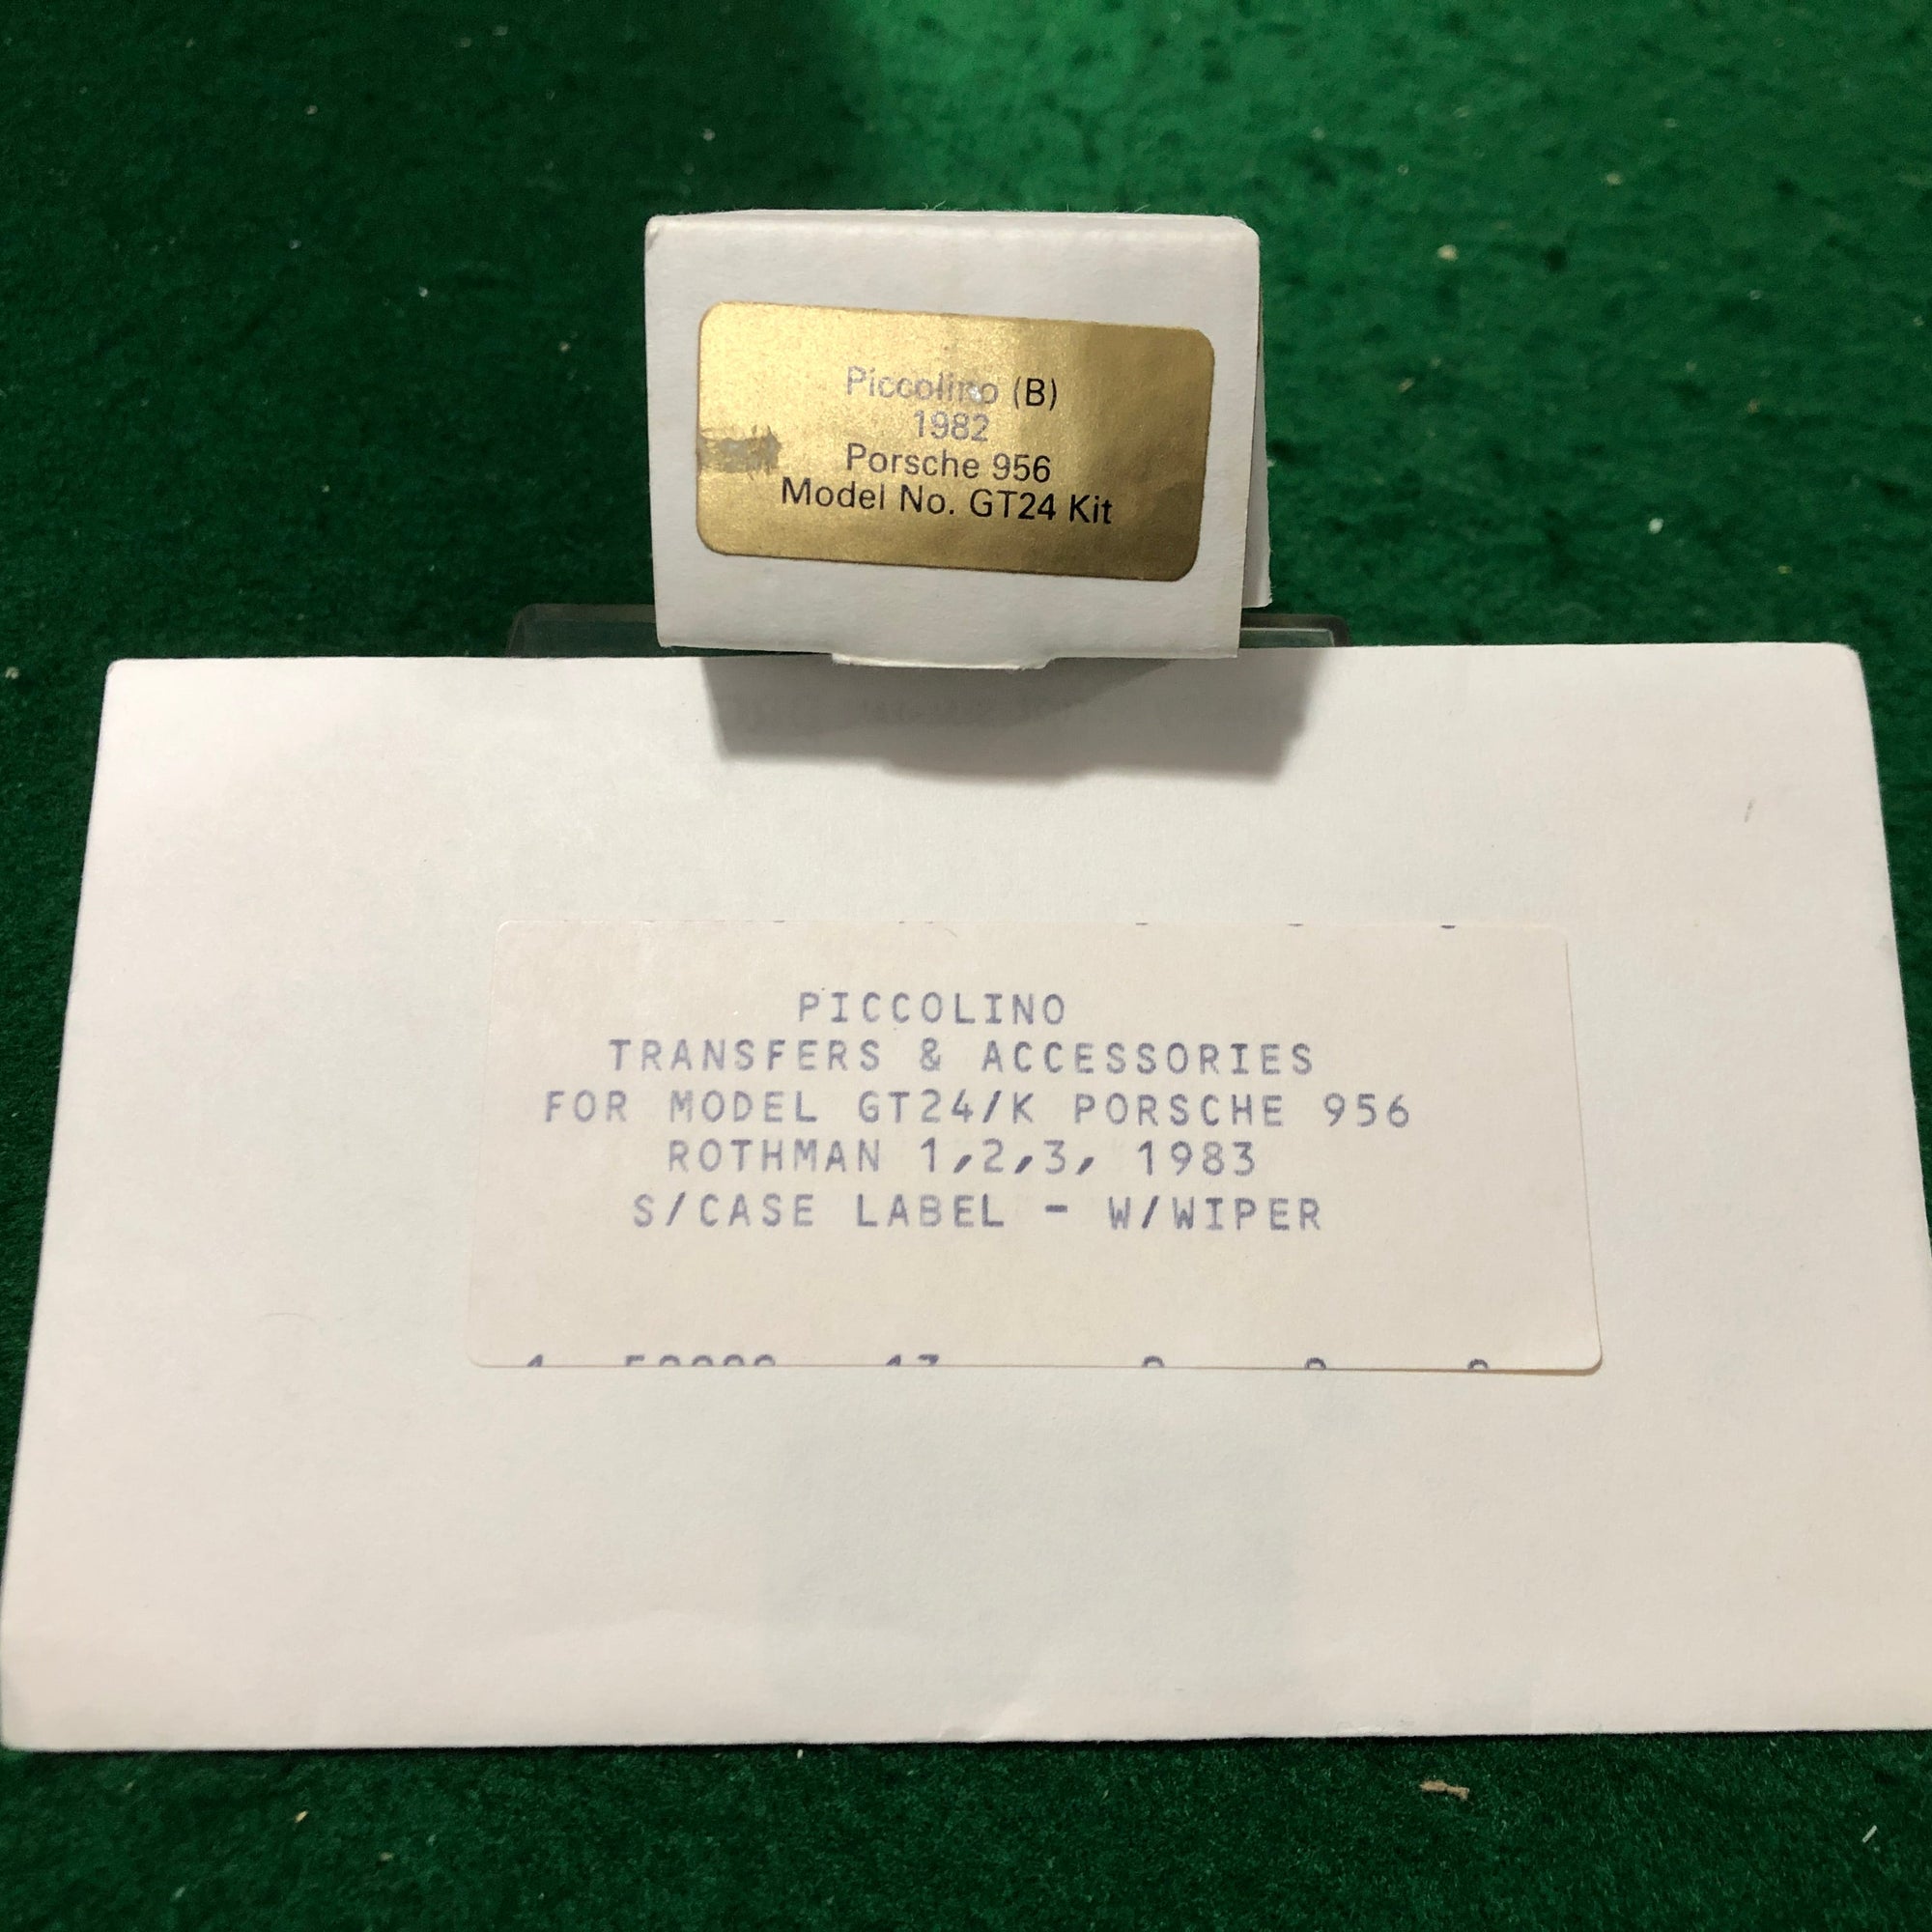 Piccolino (B)
1982
Porsche 956
Model No. GT24 Kit
PICCOLINO
TRANSFERS & ACCESSORIES
FOR MODEL GT24/K PORSCHE 956
ROTHMAN 1,2,3, 1983
S/CASE LABEL - W/WIPER